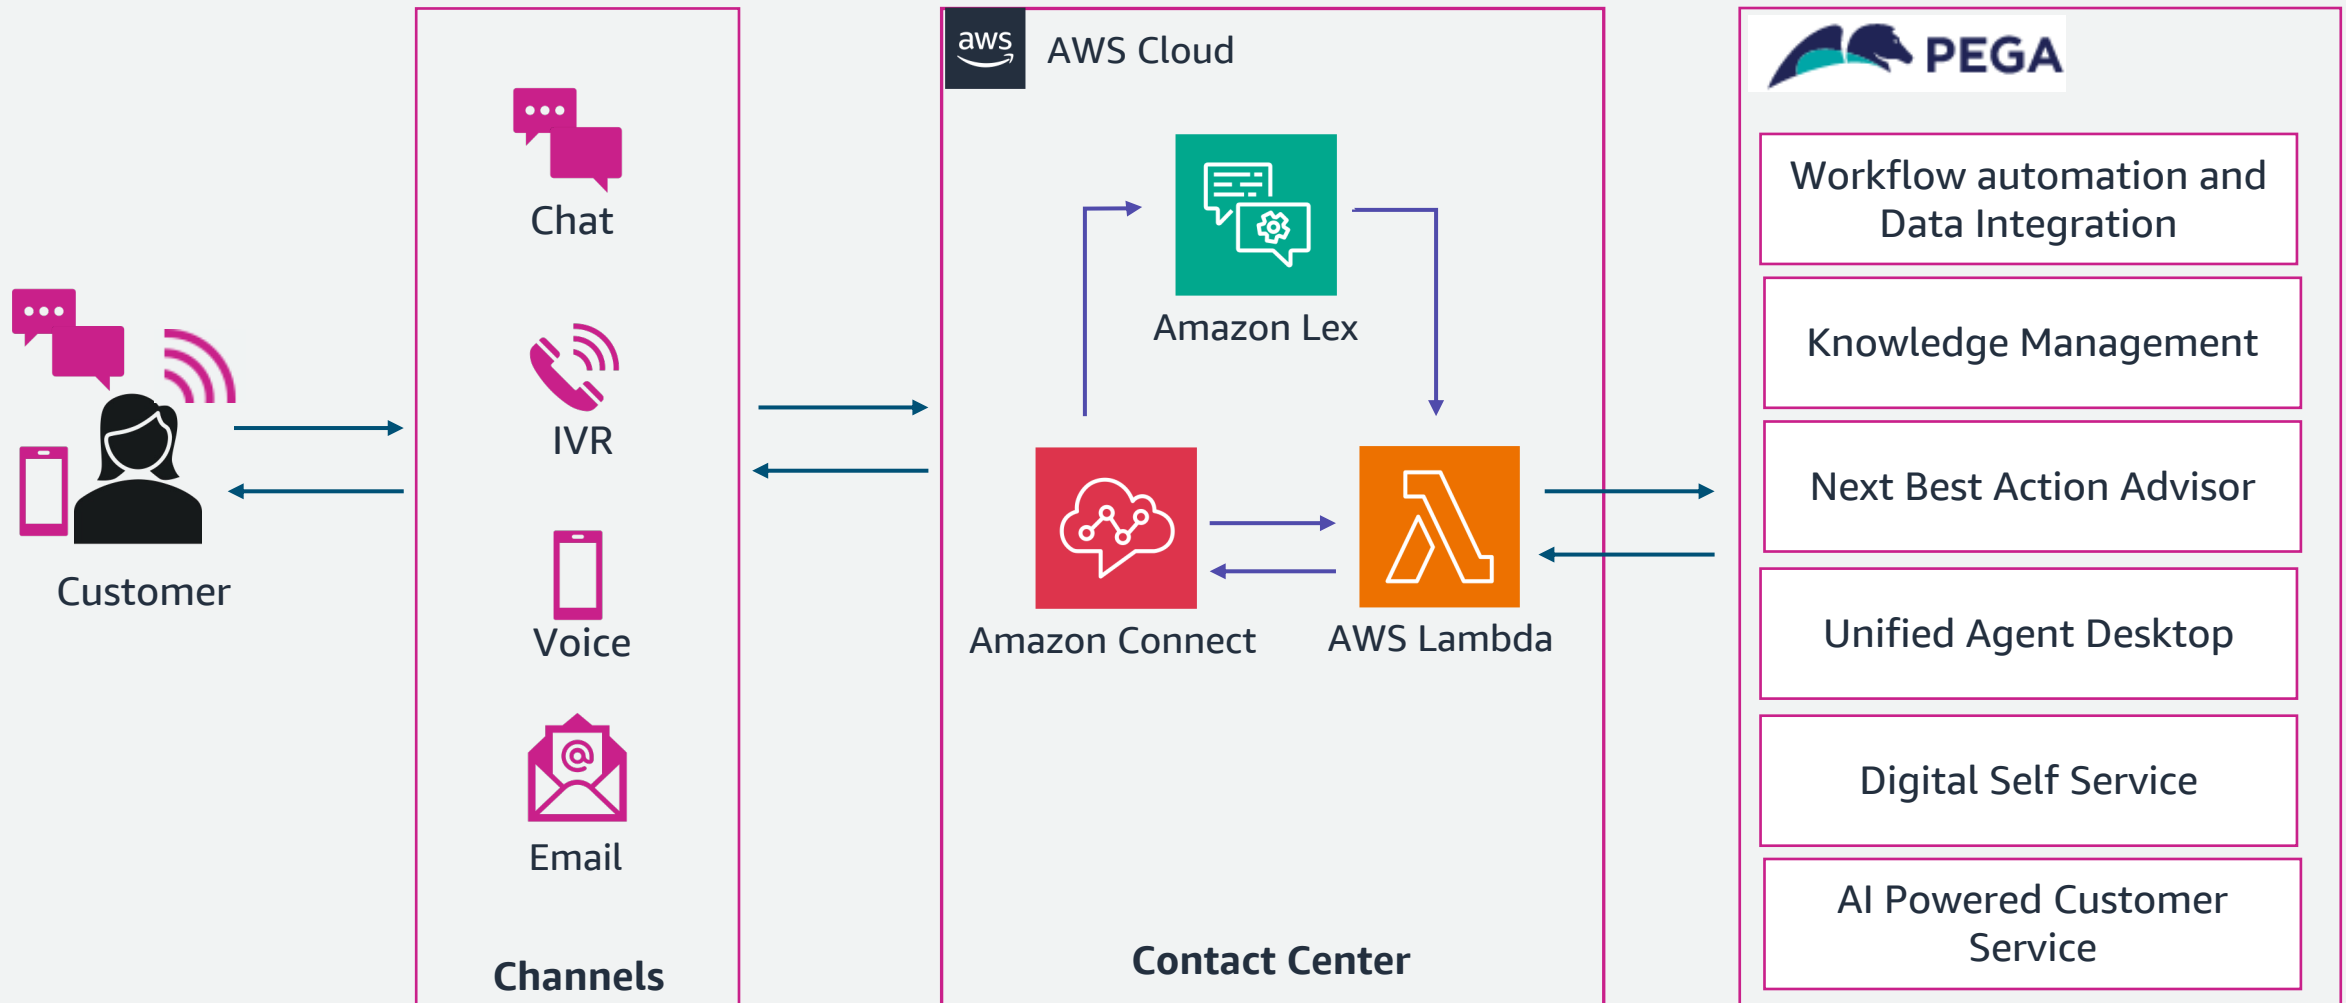 Customer
Chat
IVR
Voice
@
Email
Channels
aws
AWS Cloud
Amazon Lex
Amazon Connect
AWS Lambda
Contact Center
PEGA
Workflow automation and
Data Integration
Knowledge Management
Next Best Action Advisor
Unified Agent Desktop
Digital Self Service
AI Powered Customer
Service